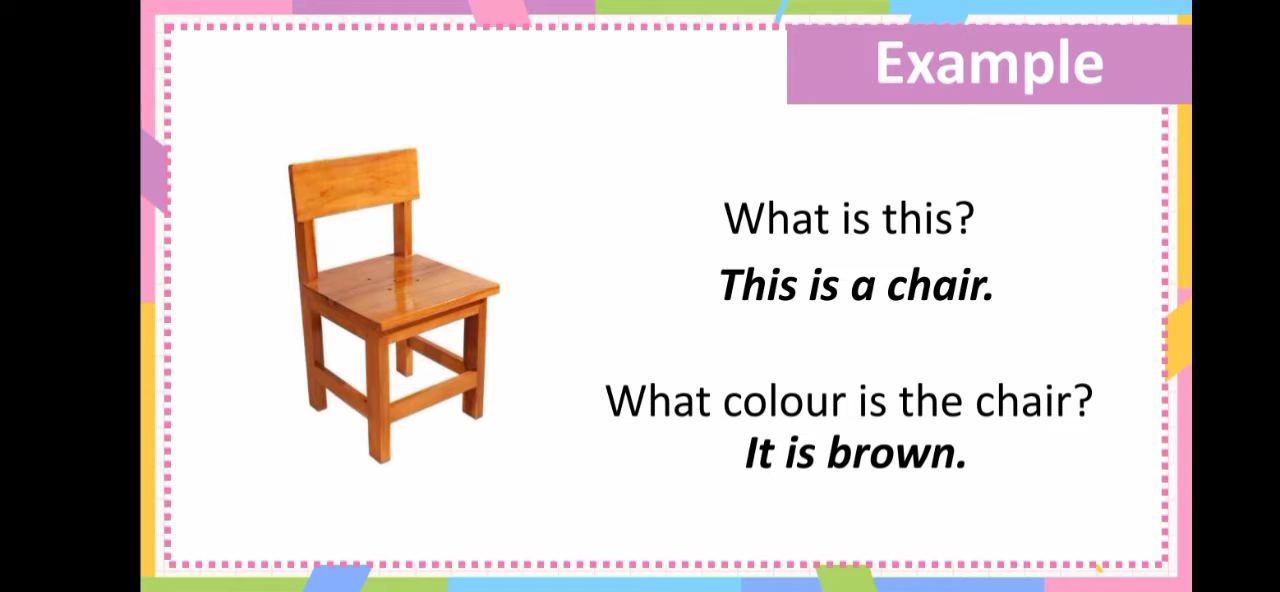 Example
What is this?
This is a chair.
What colour is the chair?
It is brown.